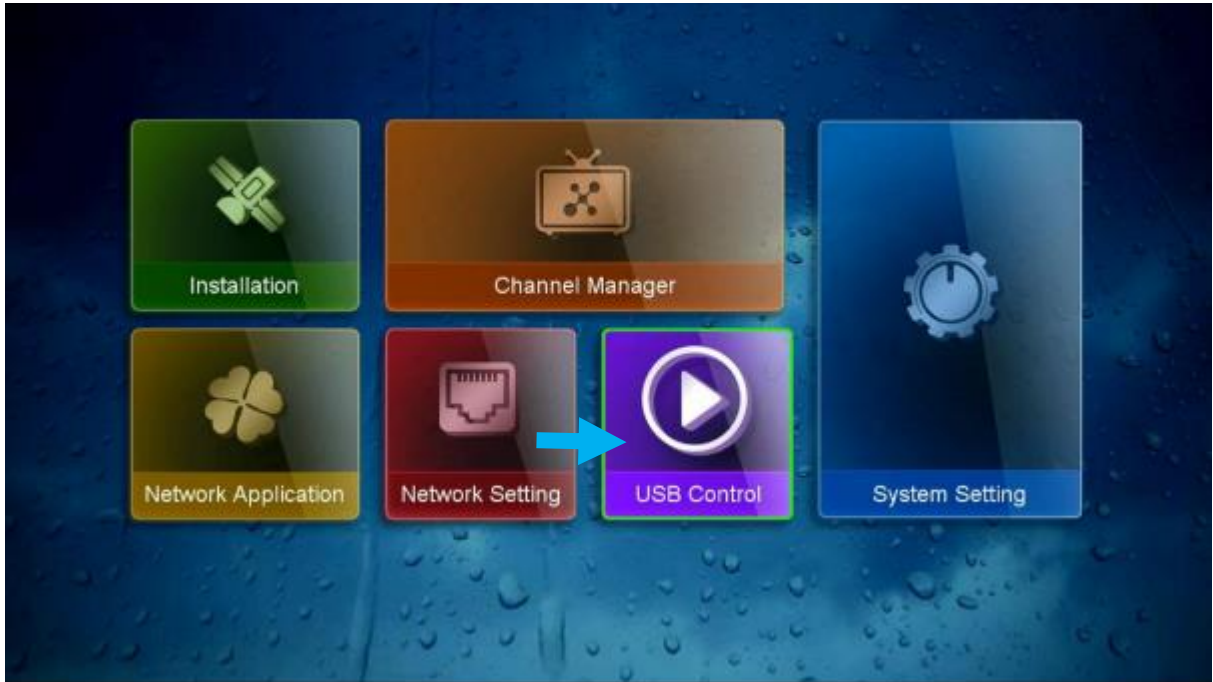 Installation
Channel Manager
Network Application
Network Setting
USB Control
System Setting